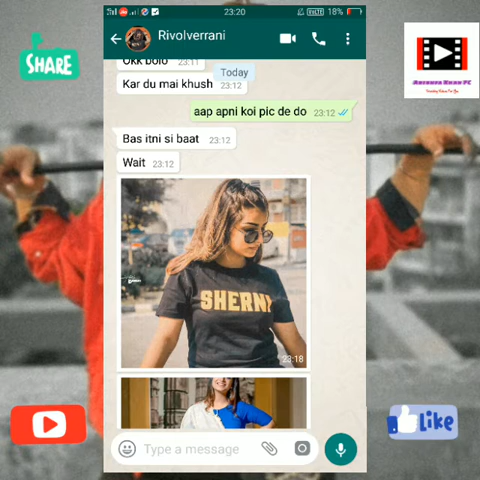 23:20
VoLTE 18%
Rivolverrani
Okk bolo 23:11
Today
Kar du mai khush 23:12
aap apni koi pic de do 23:12
Bas itni si baat 23:12
Wait 23:12
SHERNI
23:18
Type a message
SHARE
Like